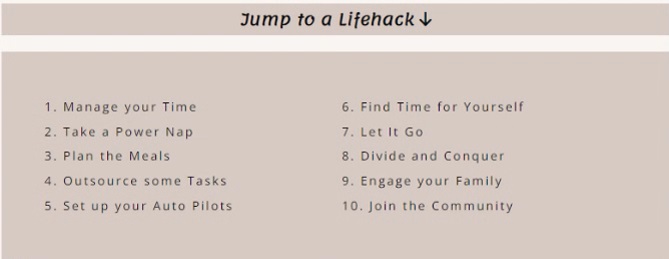 Jump to a Lifehack↓
1. Manage your Time
2. Take a Power Nap
3. Plan the Meals
4. Outsource some Tasks
5. Set up your Auto Pilots
6. Find Time for Yourself
7. Let It Go
8. Divide and Conquer
9. Engage your Family
10. Join the Community